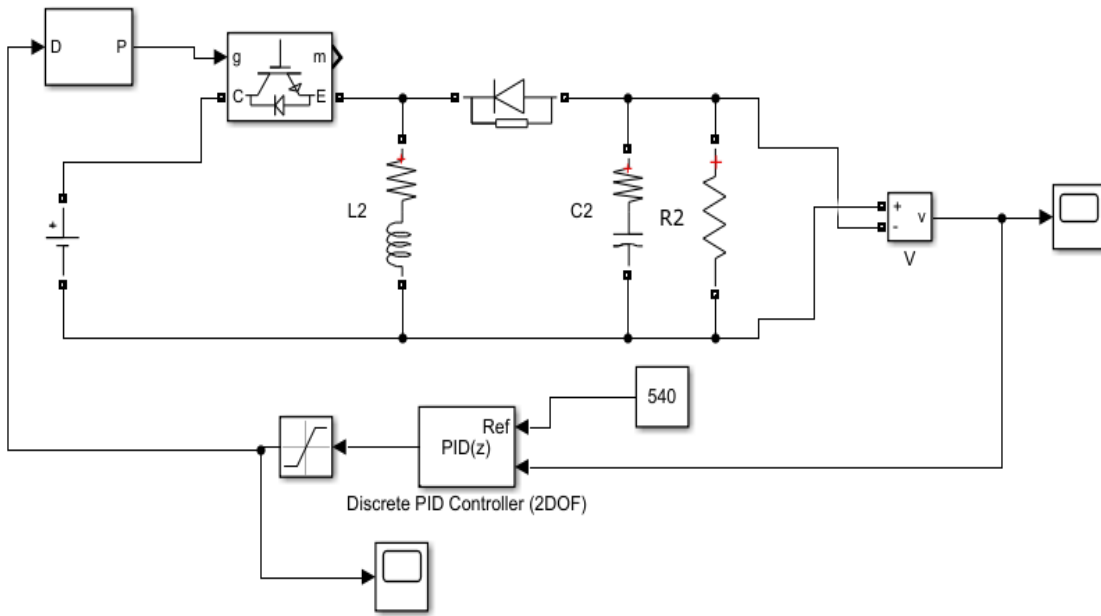 D P
g m
C E
L2
C2
R2
+
-
v
V
540
Ref
PID(z)
Discrete PID Controller (2DOF)